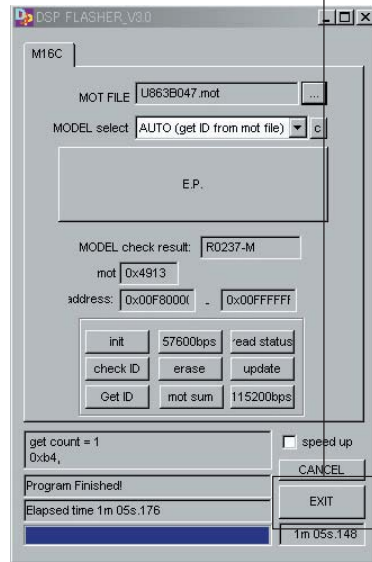 DSP FLASHER_V3.0
M16C
MOT FILE U863B047.mot ...
MODEL select AUTO (get ID from mot file) c
E.P.
MODEL check result: R0237-M
mot 0x4913
address: 0x00F8000( - 0x00FFFFFF
init 57600bps read status
check ID erase update
Get ID mot sum 115200bps
get count = 1
0xb4,
speed up
CANCEL
Program Finished!
EXIT
Elapsed time 1m 05s.176
1m 05s.148